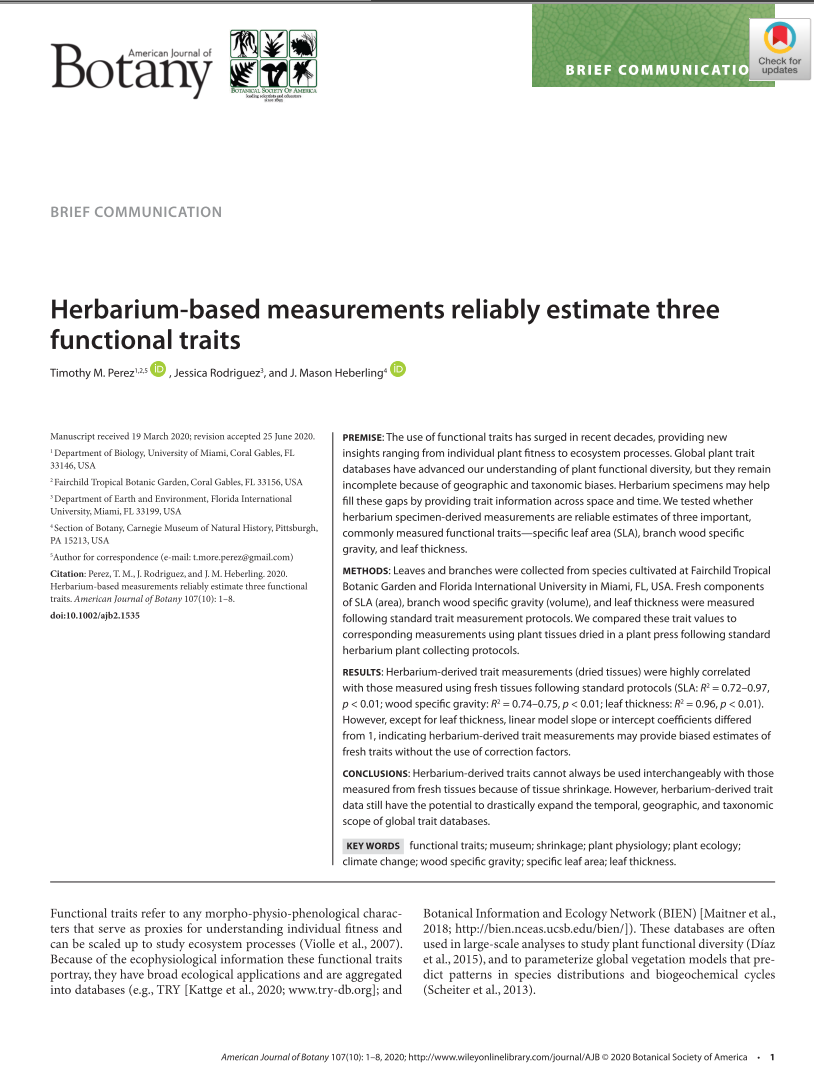 American Journal of
Botany
BOTANICAL SOCIETY OF AMERICA
leading scientists and educators
since 1893
BRIEF COMMUNICATIO
Check for
updates
BRIEF COMMUNICATION
Herbarium-based measurements reliably estimate three
functional traits
Timothy M. Perez1,2,5 iD , Jessica Rodriguez3, and J. Mason Heberling4 iD
Manuscript received 19 March 2020; revision accepted 25 June 2020.
1 Department of Biology, University of Miami, Coral Gables, FL
33146, USA
2 Fairchild Tropical Botanic Garden, Coral Gables, FL 33156, USA
3 Department of Earth and Environment, Florida International
University, Miami, FL 33199, USA
4 Section of Botany, Carnegie Museum of Natural History, Pittsburgh,
PA 15213, USA
5Author for correspondence (e-mail: t.more.perez@gmail.com)
Citation: Perez, T. M., J. Rodriguez, and J. M. Heberling. 2020.
Herbarium-based measurements reliably estimate three functional
traits. American Journal of Botany 107(10): 1–8.
doi:10.1002/ajb2.1535
PREMISE: The use of functional traits has surged in recent decades, providing new
insights ranging from individual plant fitness to ecosystem processes. Global plant trait
databases have advanced our understanding of plant functional diversity, but they remain
incomplete because of geographic and taxonomic biases. Herbarium specimens may help
fill these gaps by providing trait information across space and time. We tested whether
herbarium specimen-derived measurements are reliable estimates of three important,
commonly measured functional traits—specific leaf area (SLA), branch wood specific
gravity, and leaf thickness.
METHODS: Leaves and branches were collected from species cultivated at Fairchild Tropical
Botanic Garden and Florida International University in Miami, FL, USA. Fresh components
of SLA (area), branch wood specific gravity (volume), and leaf thickness were measured
following standard trait measurement protocols. We compared these trait values to
corresponding measurements using plant tissues dried in a plant press following standard
herbarium plant collecting protocols.
RESULTS: Herbarium-derived trait measurements (dried tissues) were highly correlated
with those measured using fresh tissues following standard protocols (SLA: R2 = 0.72–0.97,
p < 0.01; wood specific gravity: R2 = 0.74–0.75, p < 0.01; leaf thickness: R2 = 0.96, p < 0.01).
However, except for leaf thickness, linear model slope or intercept coefficients differed
from 1, indicating herbarium-derived trait measurements may provide biased estimates of
fresh traits without the use of correction factors.
CONCLUSIONS: Herbarium-derived traits cannot always be used interchangeably with those
measured from fresh tissues because of tissue shrinkage. However, herbarium-derived trait
data still have the potential to drastically expand the temporal, geographic, and taxonomic
scope of global trait databases.
KEY WORDS functional traits; museum; shrinkage; plant physiology; plant ecology;
climate change; wood specific gravity; specific leaf area; leaf thickness.
Functional traits refer to any morpho-physio-phenological charac-
ters that serve as proxies for understanding individual fitness and
can be scaled up to study ecosystem processes (Violle et al., 2007).
Because of the ecophysiological information these functional traits
portray, they have broad ecological applications and are aggregated
into databases (e.g., TRY [Kattge et al., 2020; www.try-db.org]; and
Botanical Information and Ecology Network (BIEN) [Maitner et al.,
2018; http://bien.nceas.ucsb.edu/bien/]). These databases are often
used in large-scale analyses to study plant functional diversity (Díaz
et al., 2015), and to parameterize global vegetation models that pre-
dict patterns in species distributions and biogeochemical cycles
(Scheiter et al., 2013).
American Journal of Botany 107(10): 1–8, 2020; http://www.wileyonlinelibrary.com/journal/AJB © 2020 Botanical Society of America • 1